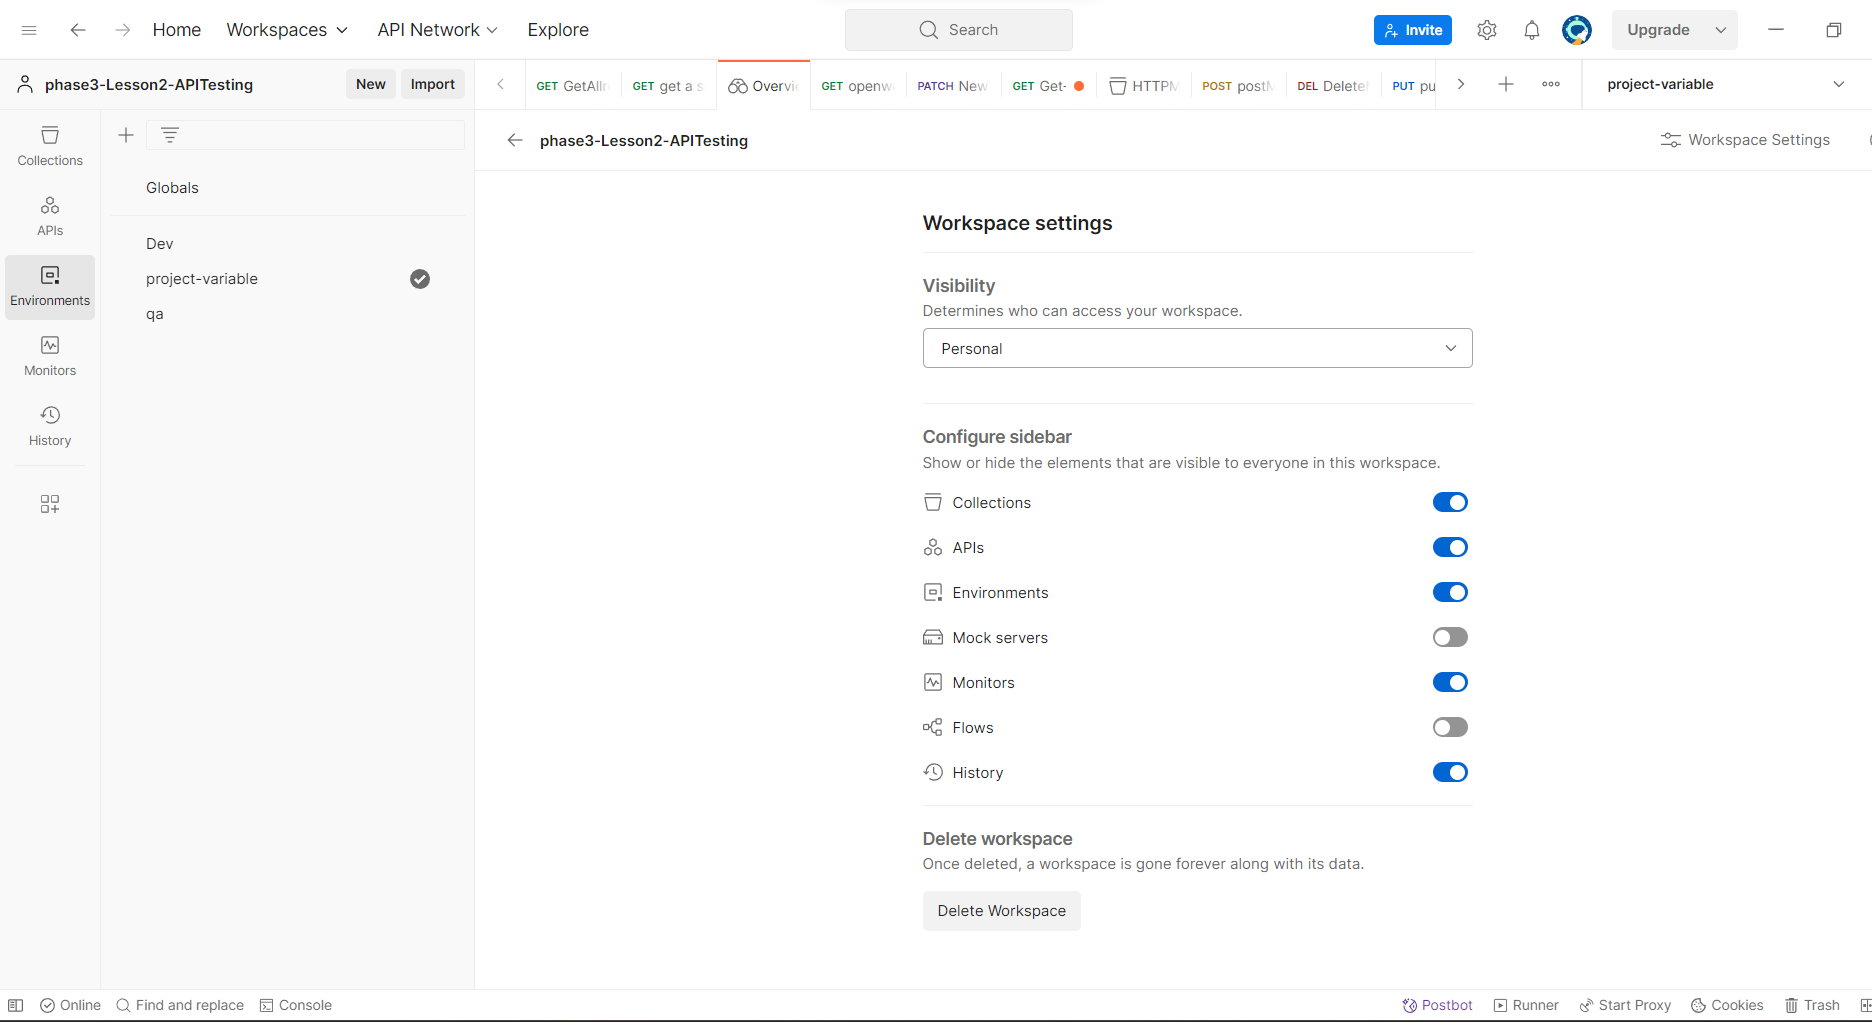 Home Workspaces API Network Explore Search Invite Upgrade
phase3-Lesson2-APITesting New Import GET GetAllr GET get a s Overvi GET openw PATCH New GET Get- HTTPM POST postM DEL Delete PUT pu project-variable
phase3-Lesson2-APITesting Workspace Settings
Collections
APIs
Environments
Monitors
History
Globals
Dev
project-variable
qa
Workspace settings
Visibility
Determines who can access your workspace.
Personal
Configure sidebar
Show or hide the elements that are visible to everyone in this workspace.
Collections
APIs
Environments
Mock servers
Monitors
Flows
History
Delete workspace
Once deleted, a workspace is gone forever along with its data.
Delete Workspace
Online Find and replace Console Postbot Runner Start Proxy Cookies Trash